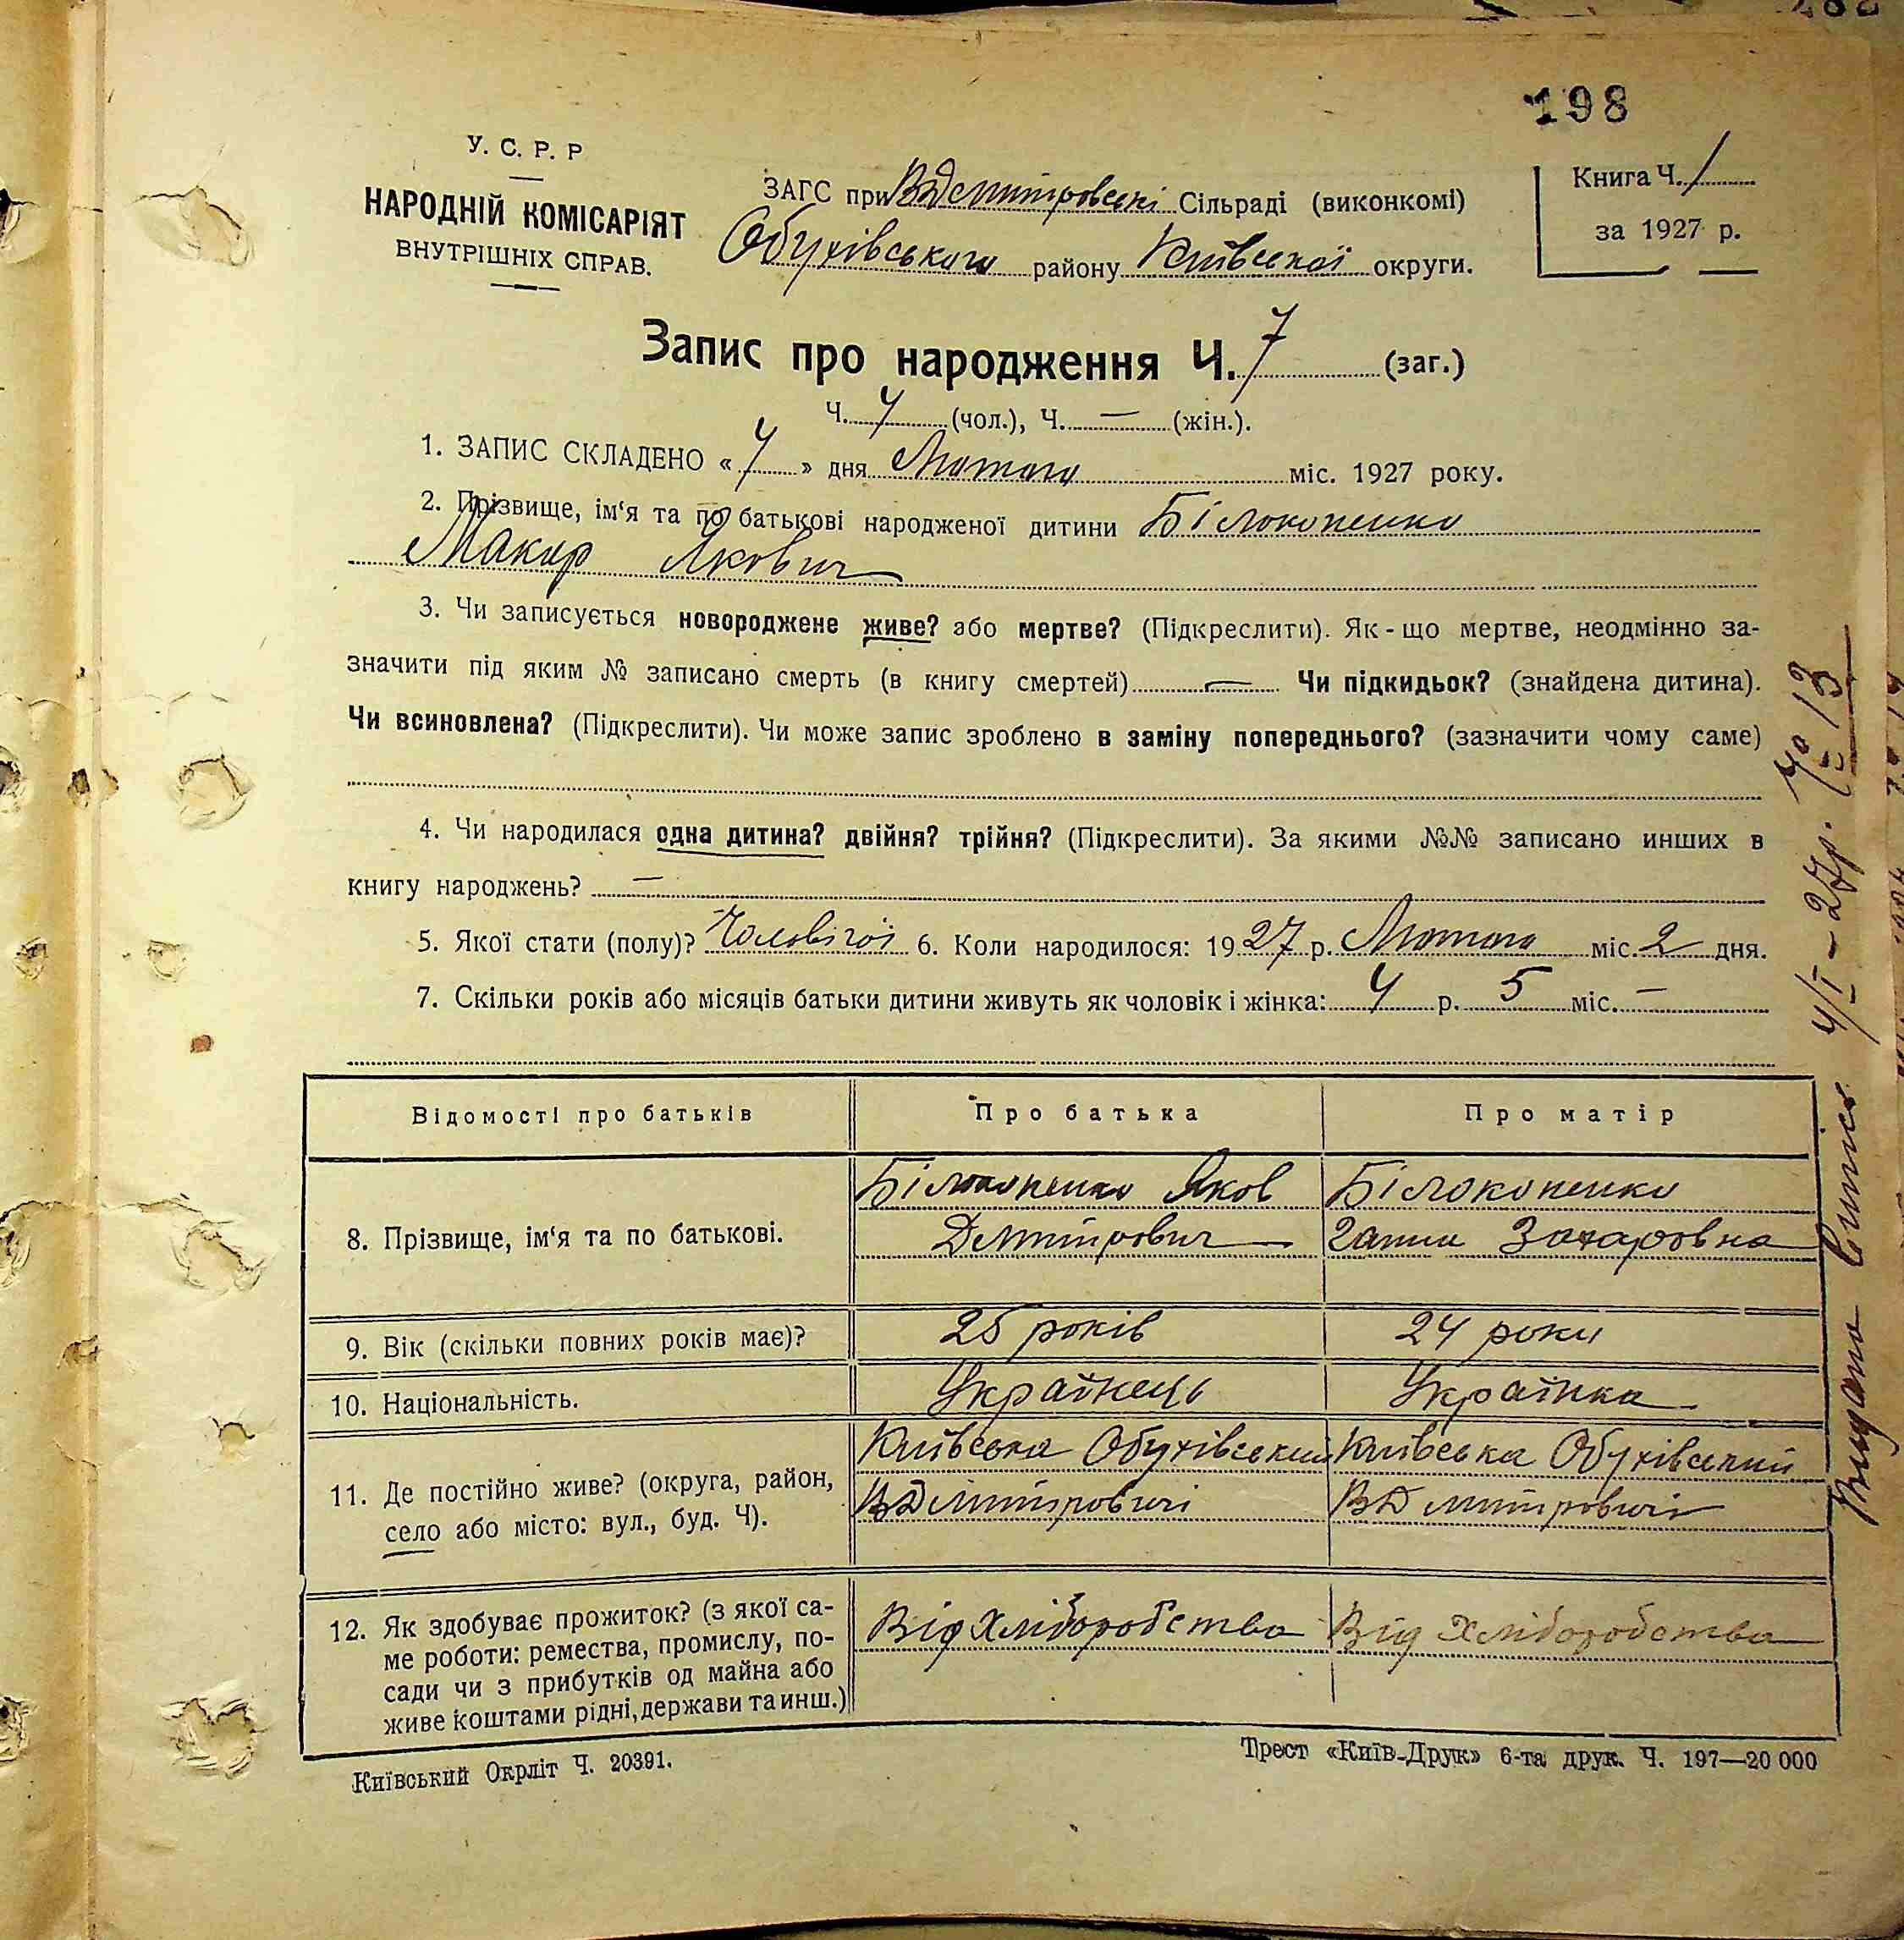 198
У. С. Р. Р
НАРОДНІЙ КОМІСАРІЯТ
ВНУТРІШНІХ СПРАВ.
ЗАГС при ВДмитровскі Сільраді (виконкомі)
Обухівського району Київської округи.
Книга Ч. 1
за 1927 р.
Запис про народження Ч. 7 (заг.)
Ч. 4 (чол.), Ч. — (жін.).
1. ЗАПИС СКЛАДЕНО « 4 » дня Лютого міс. 1927 року.
2. Прізвище, ім‘я та по батькові народженої дитини Білоконенко
Макар Якович
3. Чи записується новороджене живе? або мертве? (Підкреслити). Як-що мертве, неодмінно за-
значити під яким № записано смерть (в книгу смертей) — Чи підкидьок? (знайдена дитина).
Чи всиновлена? (Підкреслити). Чи може запис зроблено в заміну попереднього? (зазначити чому саме)
4. Чи народилася одна дитина? двійня? трійня? (Підкреслити). За якими №№ записано инших в
книгу народжень? —
5. Якої стати (полу)? Чоловічої 6. Коли народилося: 1927 р. Лютого міс. 2 дня.
7. Скільки років або місяців батьки дитини живуть як чоловік і жінка: 4 р. 5 міс. —
Відомості про батьків Про батька Про матір
8. Прізвище, ім‘я та по батькові.
Білоконенко Яков
Дмитрович
Білоконенко
Ганна Захаровна
9. Вік (скільки повних років має)? 25 років 24 роки
10. Національність. Українець Українка
11. Де постійно живе? (округа, район,
село або місто: вул., буд. Ч).
Київська Обухівський
ВДмитровичі
Київська Обухівський
ВДмитровичі
12. Як здобуває прожиток? (з якої са-
ме роботи: ремества, промислу, по-
сади чи з прибутків од майна або
живе коштами рідні, держави та инш.)
Від Хліборобства
Від Хліборобства
Київський Окрліт Ч. 20391.
Трест «Київ-Друк» 6-та друк. Ч. 197—20 000
Видано випись